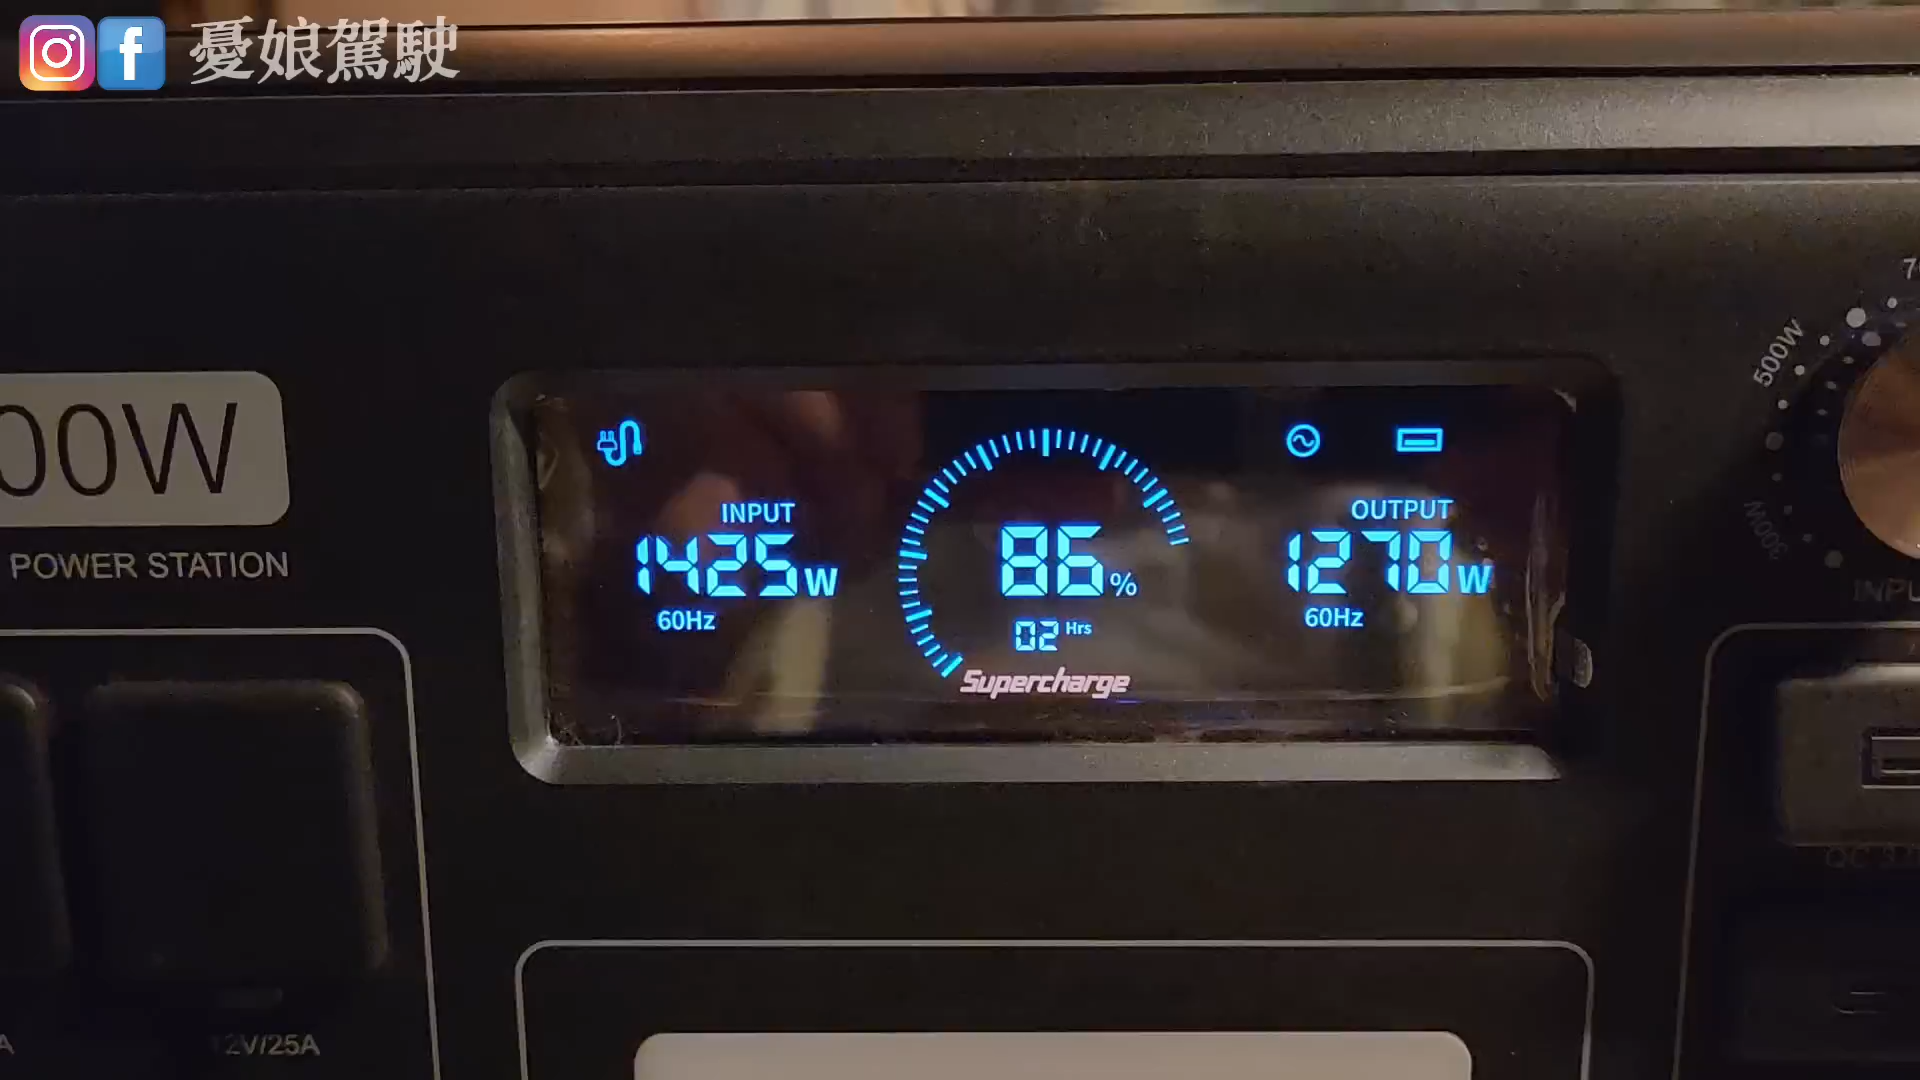 憂娘駕駛
00W
POWER STATION
INPUT
1425W
60Hz
86%
02 Hrs
Supercharge
OUTPUT
1270W
60Hz
500W
300W
12V/25A